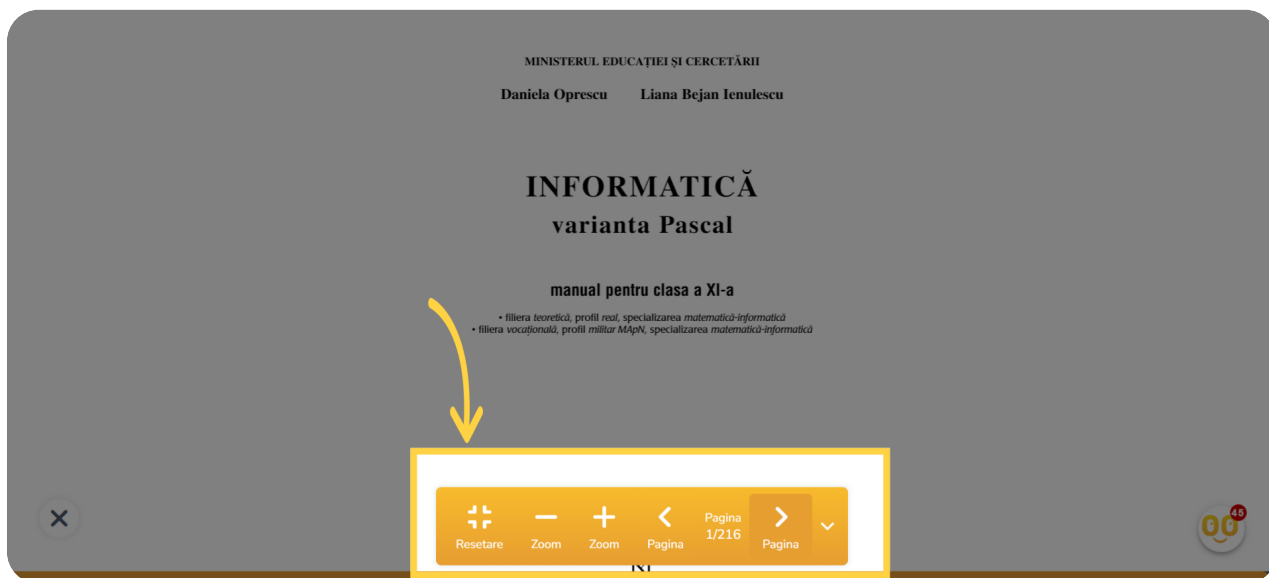 MINISTERUL EDUCAȚIEI ȘI CERCETĂRII
Daniela Oprescu Liana Bejan Ienulescu
INFORMATICĂ
varianta Pascal
manual pentru clasa a XI-a
• filiera teoretică, profil real, specializarea matematică-informatică
• filiera vocațională, profil militar MApN, specializarea matematică-informatică
Resetare Zoom Zoom Pagina Pagina 1/216 Pagina
45